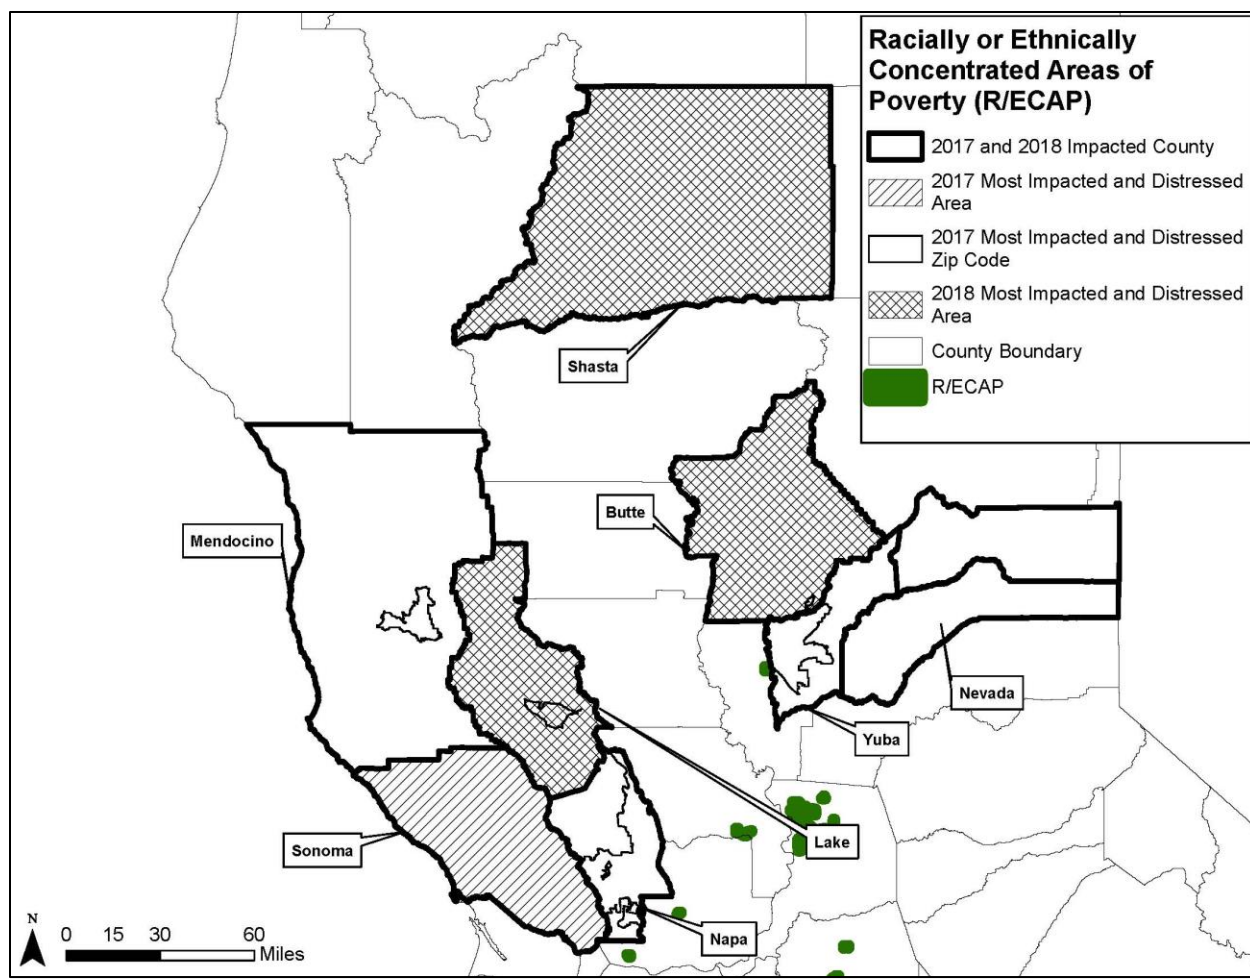 Racially or Ethnically
Concentrated Areas of
Poverty (R/ECAP)
2017 and 2018 Impacted County
2017 Most Impacted and Distressed
Area
2017 Most Impacted and Distressed
Zip Code
2018 Most Impacted and Distressed
Area
County Boundary
R/ECAP
Shasta
Butte
Mendocino
Nevada
Yuba
Sonoma
Lake
Napa
N
0 15 30 60
Miles